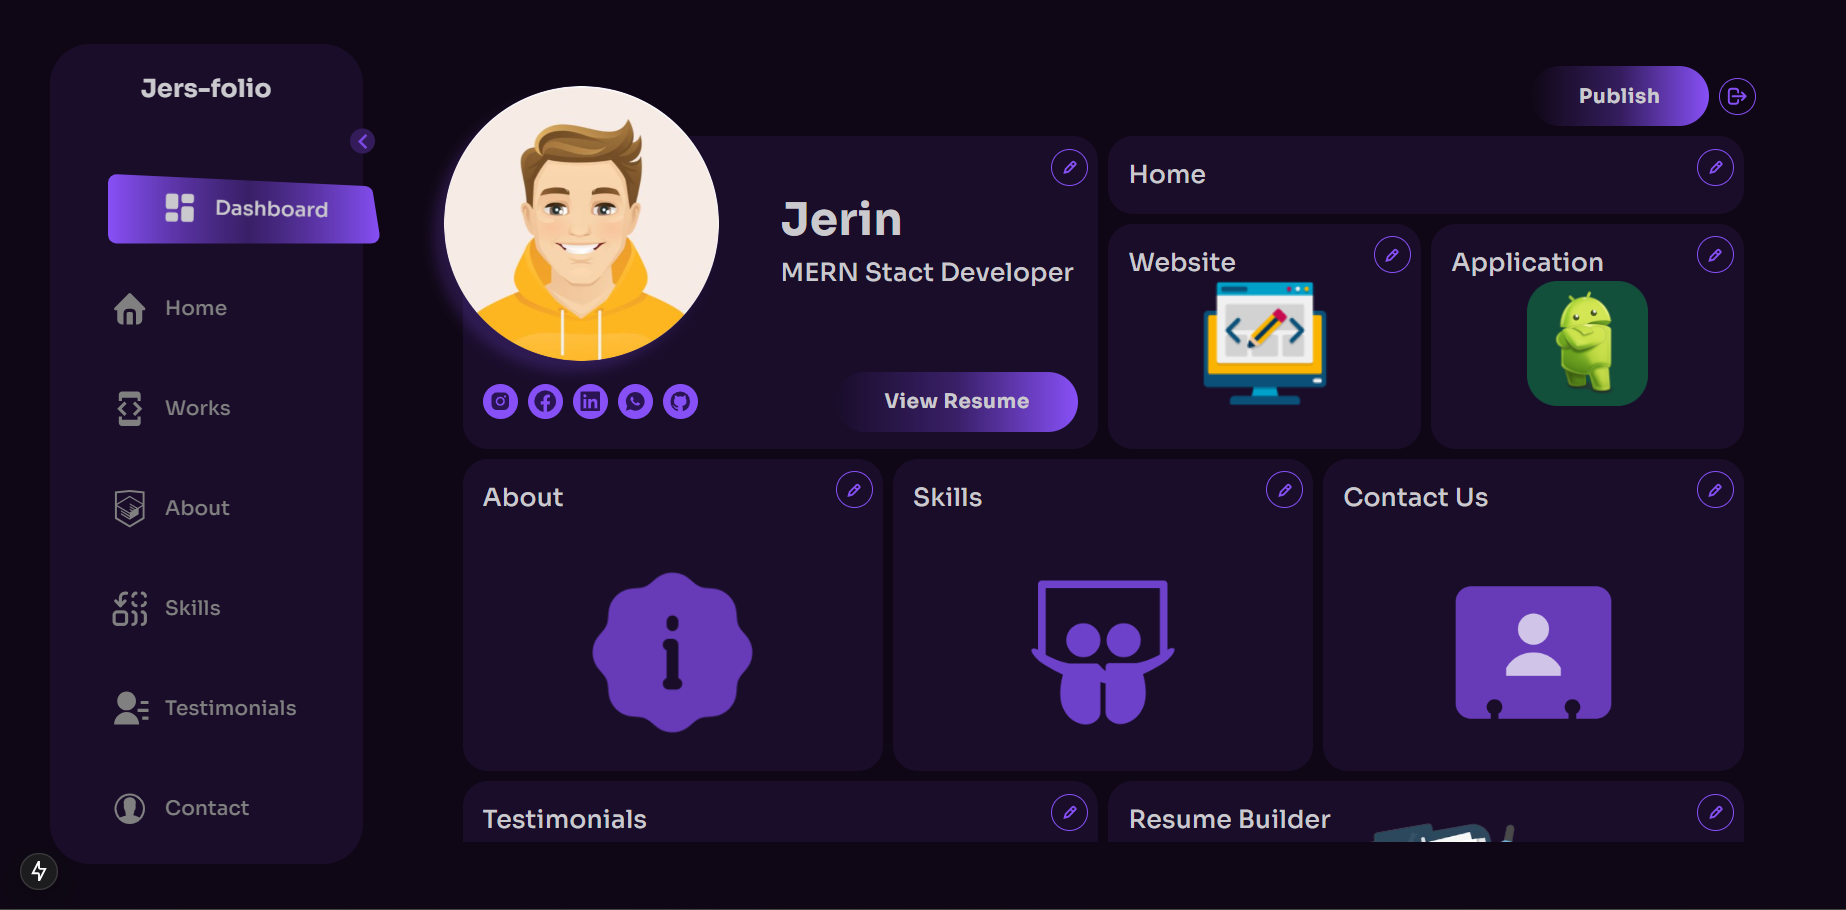 Jers-folio
Dashboard
Home
Works
About
Skills
Testimonials
Contact
Publish
Jerin
MERN Stact Developer
View Resume
Home
Website
Application
About
Skills
Contact Us
Testimonials
Resume Builder